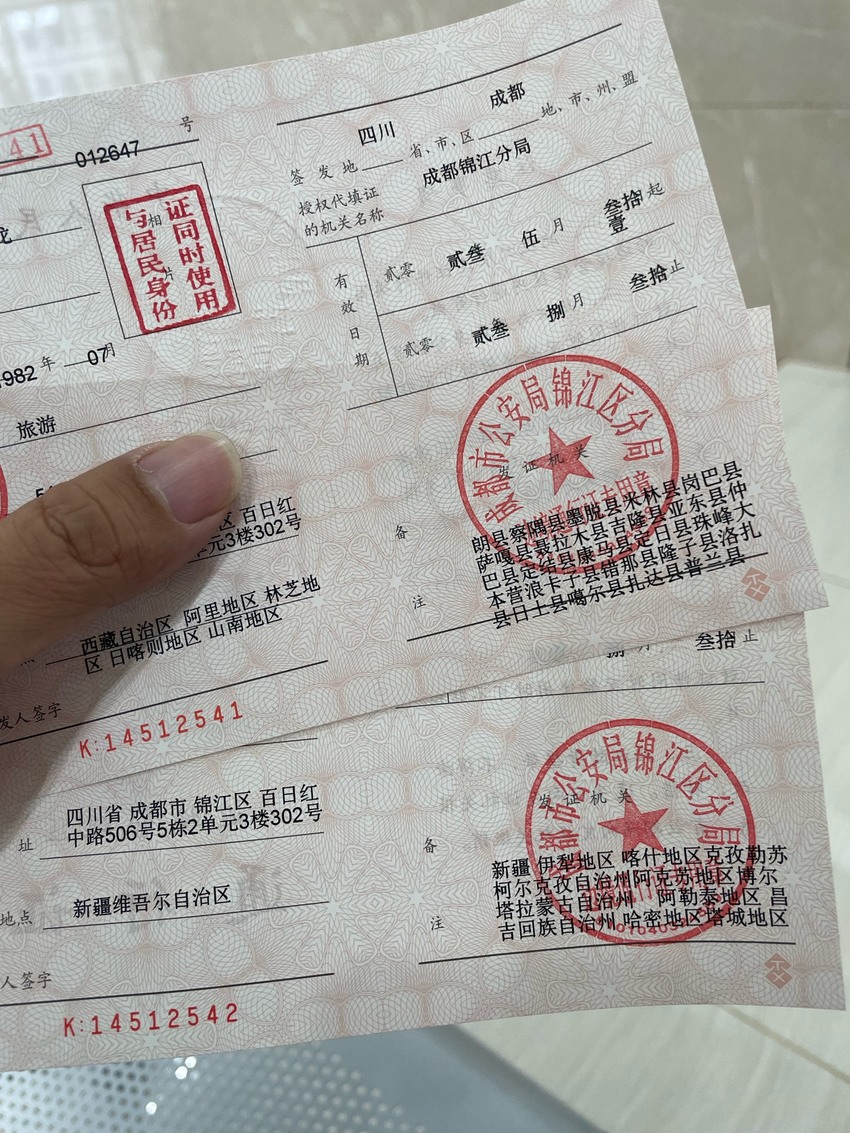 41
012647 号
龙
证同时使用
与居民身份
相
片
1982 年 07 月
旅游
区 百日红
单元3楼302号
西藏自治区 阿里地区 林芝地
区 日喀则地区 山南地区
发人签字
K:14512541
成都
四川
签发地 省、市、区 地、市、州、盟
授权代填证
的机关名称
成都锦江分局
有效日期
贰零 贰叁 伍 月 叁拾壹 起
贰零 贰叁 年 捌 月 叁拾 止
成都市公安局锦江区分局
发证机关
备注
朗县察隅县墨脱县米林县岗巴县
萨嘎县聂拉木县吉隆县亚东县仲
巴县定结县康马县定日县珠峰大
本营浪卡子县错那县隆子县洛扎
县日土县噶尔县扎达县普兰县
捌 月 叁拾 止
址
四川省 成都市 锦江区 百日红
中路506号5栋2单元3楼302号
地点
新疆维吾尔自治区
人签字
K:14512542
成都市公安局锦江区分局
发证机关
备注
新疆 伊犁地区 喀什地区克孜勒苏
柯尔克孜自治州阿克苏地区博尔
塔拉蒙古自治州 阿勒泰地区 昌
吉回族自治州 哈密地区塔城地区